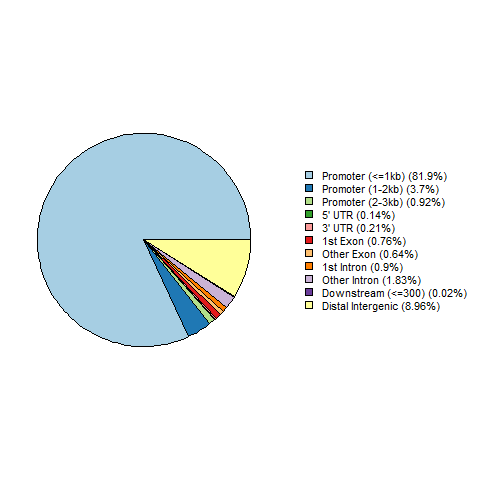 Promoter (<=1kb) (81.9%)
Promoter (1-2kb) (3.7%)
Promoter (2-3kb) (0.92%)
5' UTR (0.14%)
3' UTR (0.21%)
1st Exon (0.76%)
Other Exon (0.64%)
1st Intron (0.9%)
Other Intron (1.83%)
Downstream (<=300) (0.02%)
Distal Intergenic (8.96%)